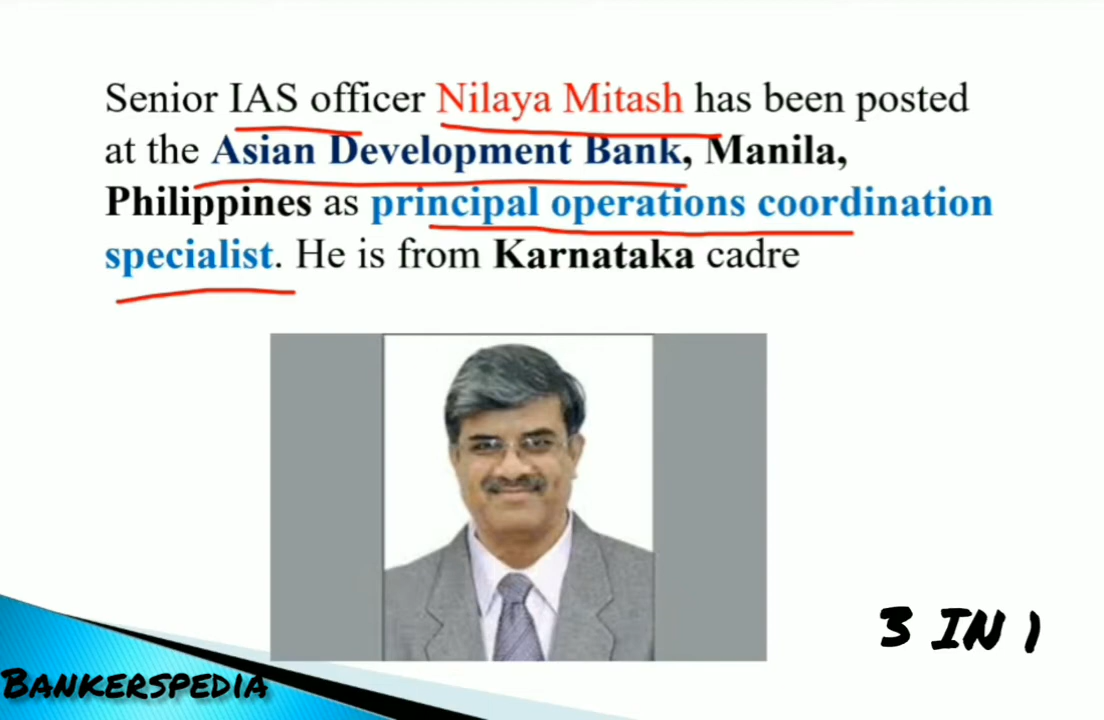 Senior IAS officer Nilaya Mitash has been posted
at the Asian Development Bank, Manila,
Philippines as principal operations coordination
specialist. He is from Karnataka cadre
3 IN 1
BANKERSPEDIA